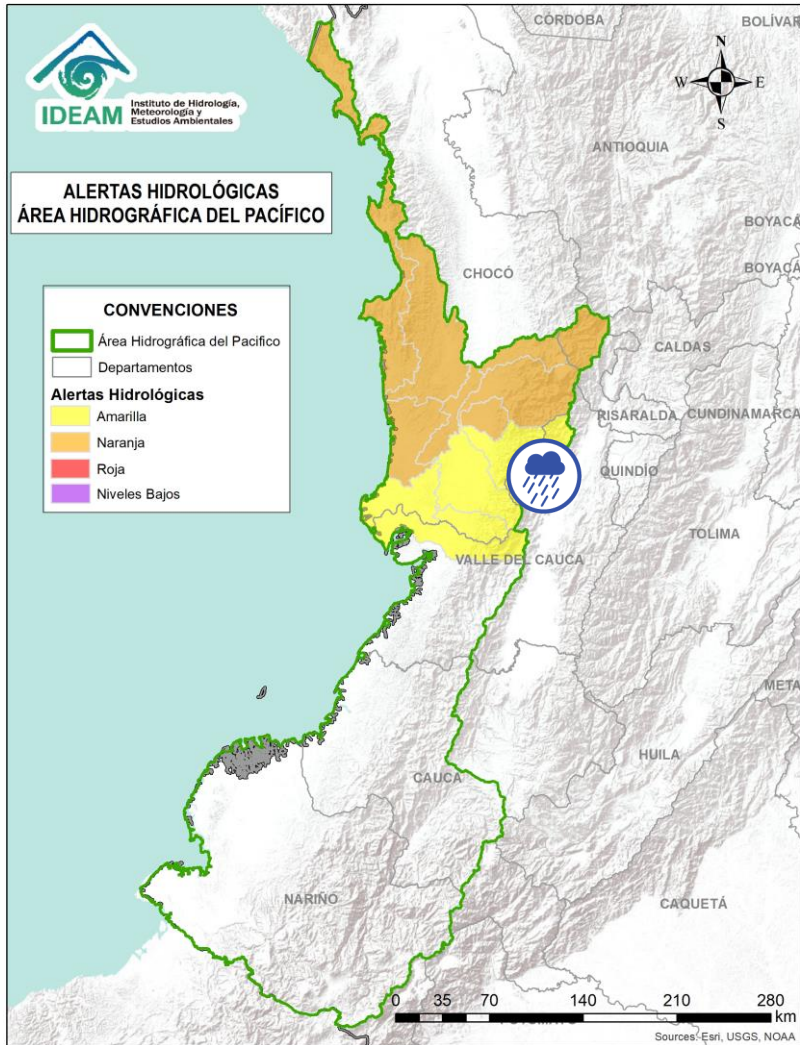 CÓRDOBA
BOLÍVAR
N
W
E
S
IDEAM
Instituto de Hidrología,
Meteorología y
Estudios Ambientales
ANTIOQUIA
ALERTAS HIDROLÓGICAS
ÁREA HIDROGRÁFICA DEL PACÍFICO
BOYACÁ
BOYACÁ
CHOCÓ
CONVENCIONES
Área Hidrográfica del Pacifico
Departamentos
Alertas Hidrológicas
Amarilla
Naranja
Roja
Niveles Bajos
CALDAS
RISARALDA
CUNDINAMARCA
QUINDÍO
TOLIMA
VALLE DEL CAUCA
META
HUILA
CAUCA
NARIÑO
CAQUETÁ
0 35 70 140 210 280
km
Sources: Esri, USGS, NOAA